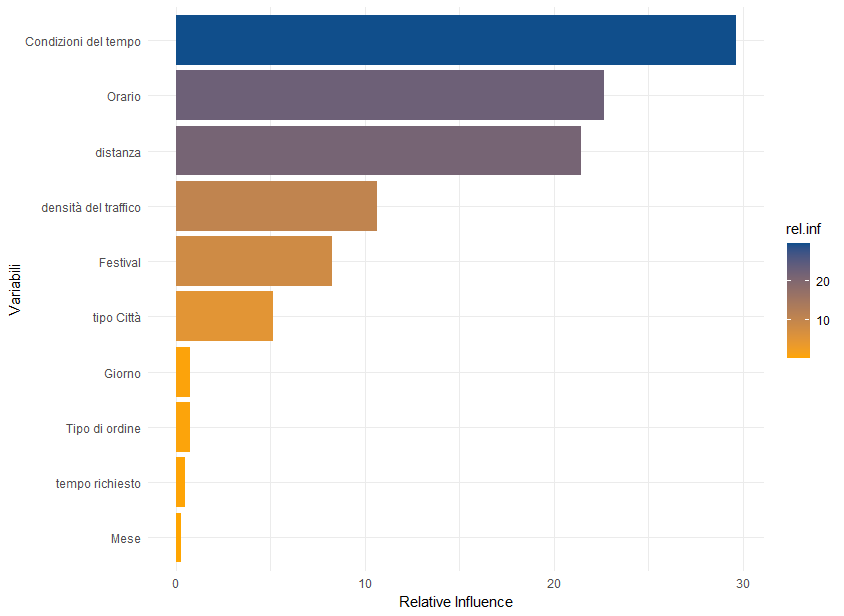 Variabili
Condizioni del tempo
Orario
distanza
densità del traffico
Festival
tipo Città
Giorno
Tipo di ordine
tempo richiesto
Mese
0
10
20
30
Relative Influence
rel.inf
20
10